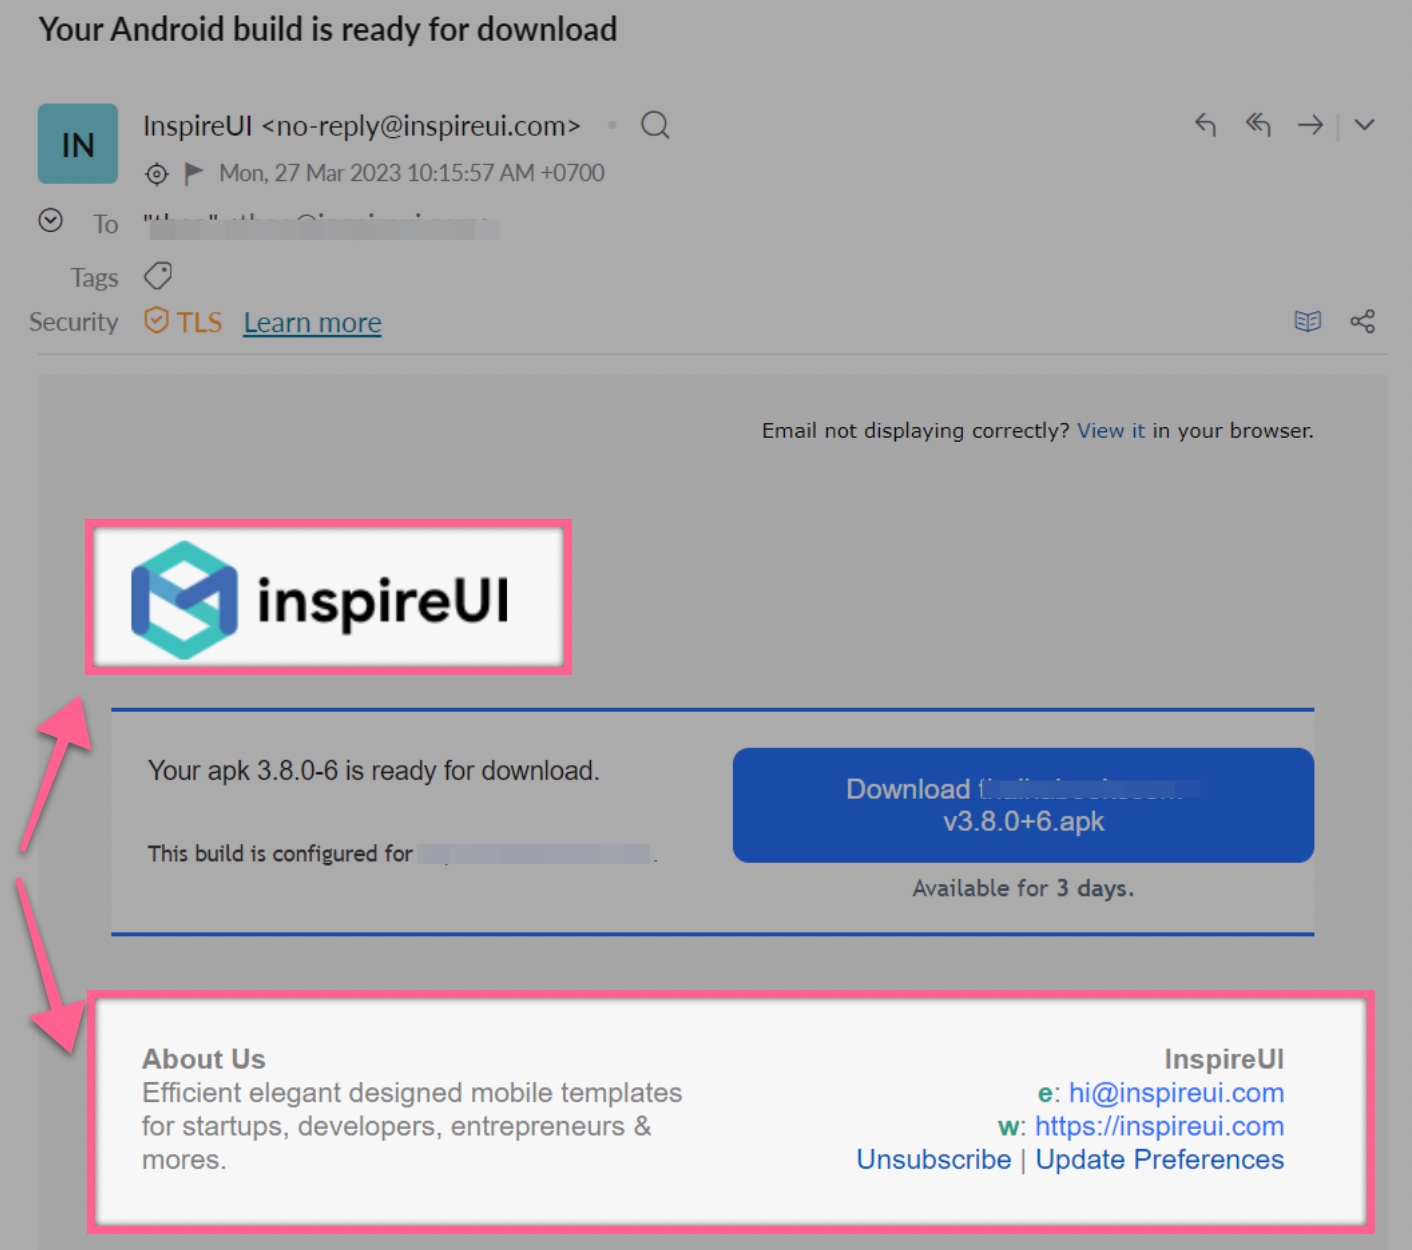 Your Android build is ready for download
IN
InspireUI <no-reply@inspireui.com>
Mon, 27 Mar 2023 10:15:57 AM +0700
To
Tags
Security TLS Learn more
Email not displaying correctly? View it in your browser.
inspireUI
Your apk 3.8.0-6 is ready for download.
This build is configured for .
Download
v3.8.0+6.apk
Available for 3 days.
About Us
Efficient elegant designed mobile templates
for startups, developers, entrepreneurs &
mores.
InspireUI
e: hi@inspireui.com
w: https://inspireui.com
Unsubscribe | Update Preferences